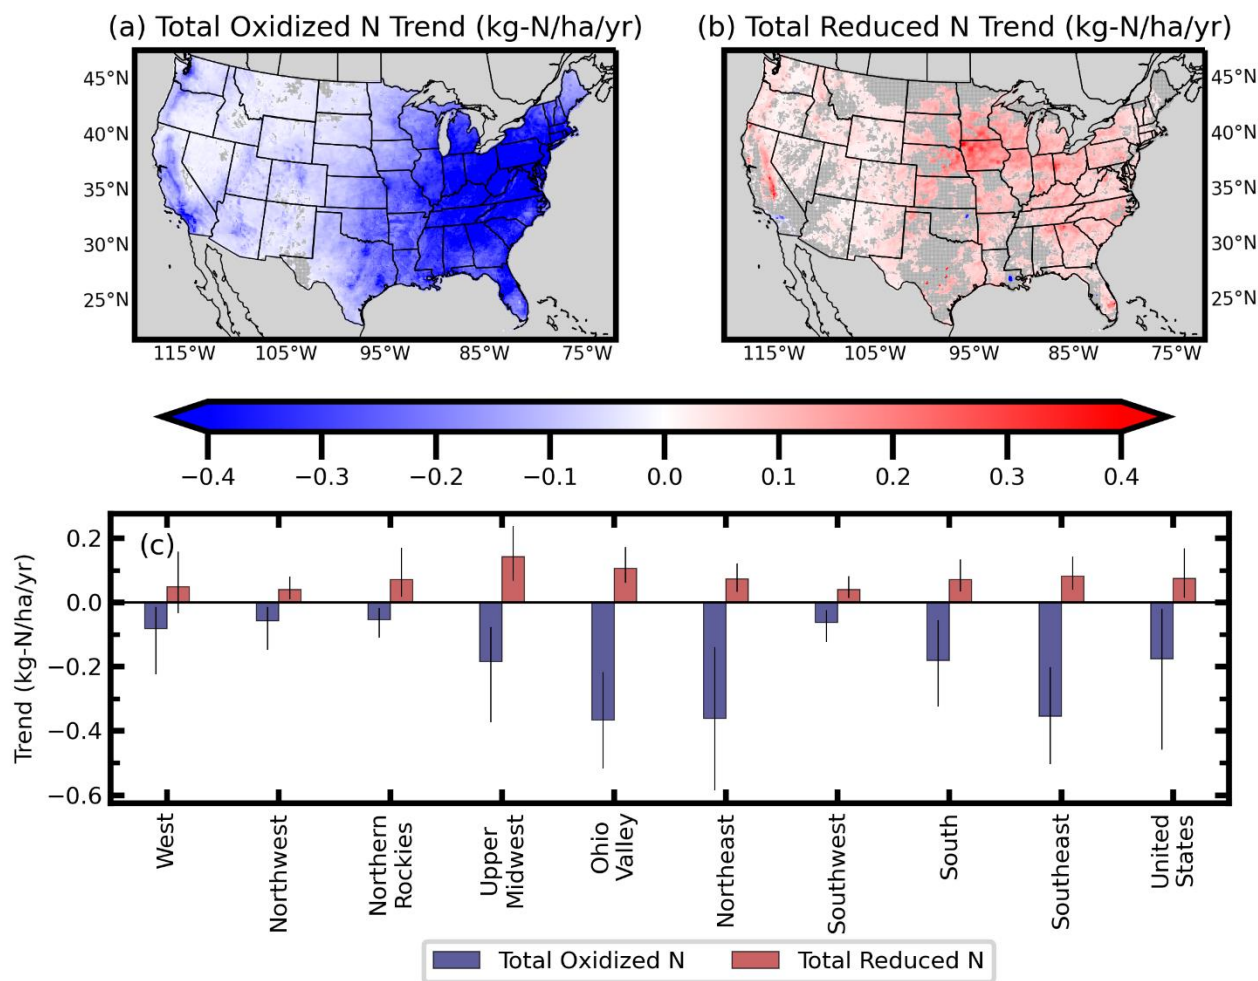 (a) Total Oxidized N Trend (kg-N/ha/yr)
(b) Total Reduced N Trend (kg-N/ha/yr)
45°N
40°N
35°N
30°N
25°N
115°W 105°W 95°W 85°W 75°W
45°N
40°N
35°N
30°N
25°N
115°W 105°W 95°W 85°W 75°W
−0.4 −0.3 −0.2 −0.1 0.0 0.1 0.2 0.3 0.4
(c)
Trend (kg-N/ha/yr)
0.2
0.0
−0.2
−0.4
−0.6
West
Northwest
Northern
Rockies
Upper
Midwest
Ohio
Valley
Northeast
Southwest
South
Southeast
United
States
Total Oxidized N
Total Reduced N